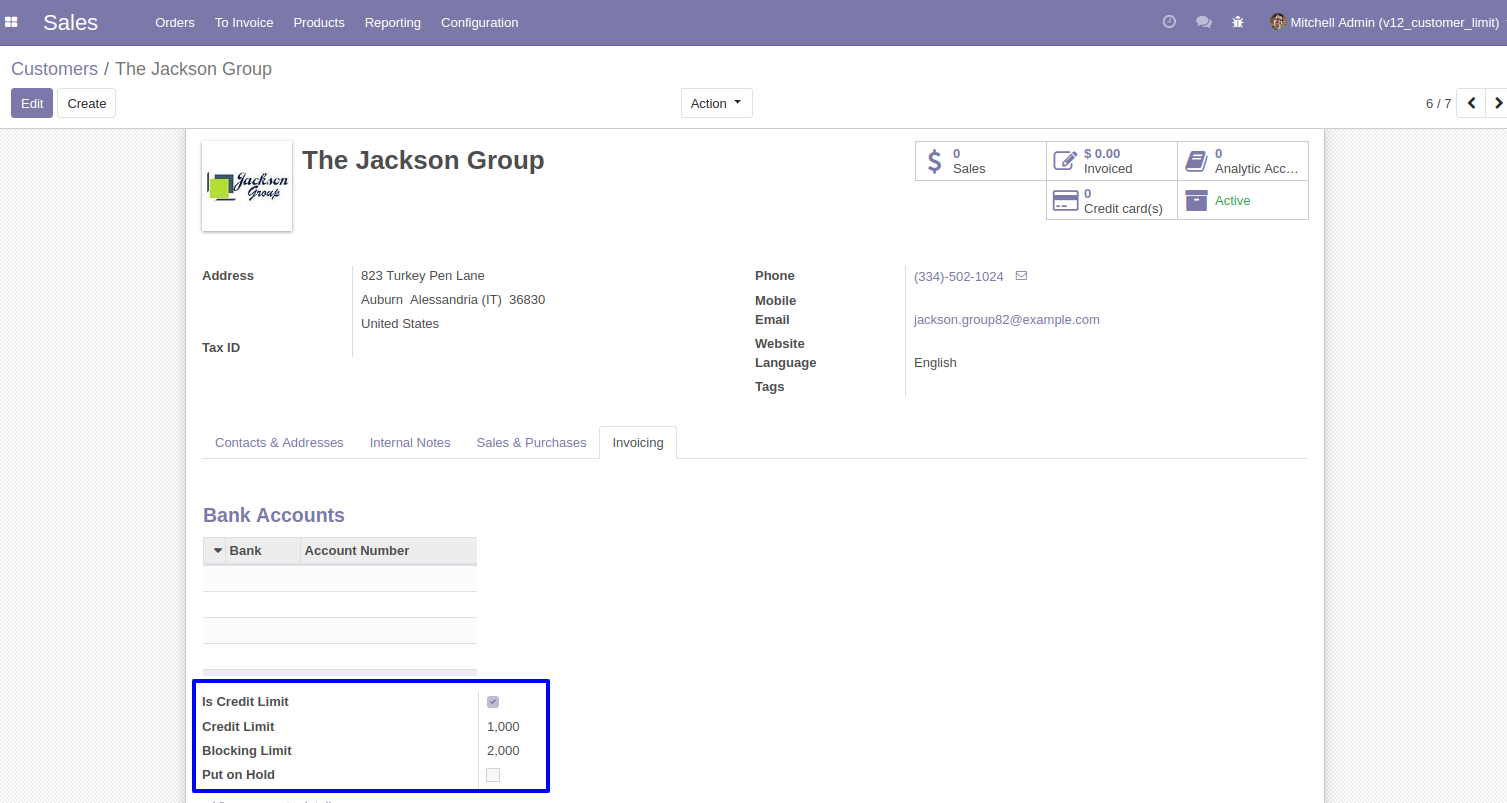 Sales Orders To Invoice Products Reporting Configuration Mitchell Admin (v12_customer_limit)
Customers / The Jackson Group
Edit Create Action 6 / 7
Jackson
Group
The Jackson Group
0
Sales
$ 0.00
Invoiced
0
Analytic Acc…
0
Credit card(s)
Active
Address 823 Turkey Pen Lane
Auburn Alessandria (IT) 36830
United States
Tax ID
Phone (334)-502-1024
Mobile
Email jackson.group82@example.com
Website
Language English
Tags
Contacts & Addresses Internal Notes Sales & Purchases Invoicing
Bank Accounts
Bank Account Number
Is Credit Limit
Credit Limit 1,000
Blocking Limit 2,000
Put on Hold